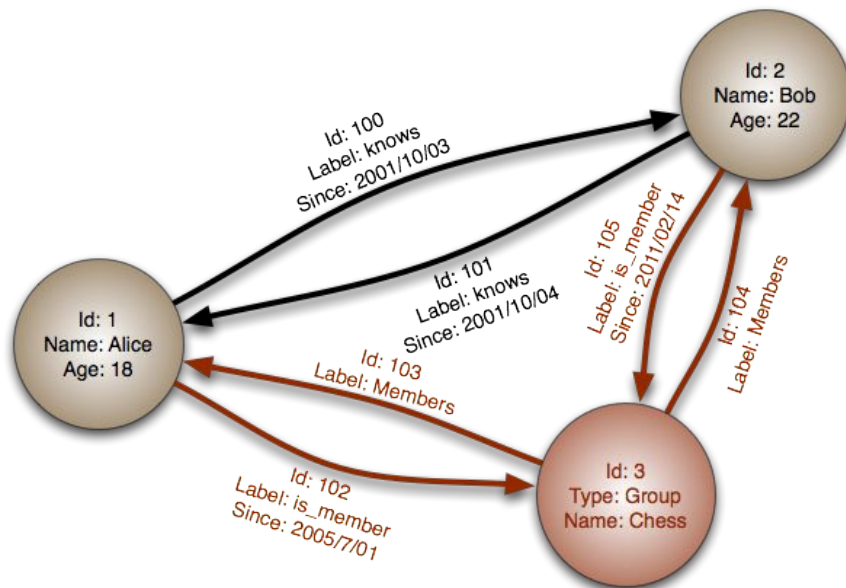 Id: 2
Name: Bob
Age: 22
Id: 100
Label: knows
Since: 2001/10/03
Id: 101
Label: knows
Since: 2001/10/04
Id: 105
Label: is_member
Since: 2011/02/14
Id: 104
Label: Members
Id: 1
Name: Alice
Age: 18
Id: 103
Label: Members
Id: 102
Label: is_member
Since: 2005/7/01
Id: 3
Type: Group
Name: Chess